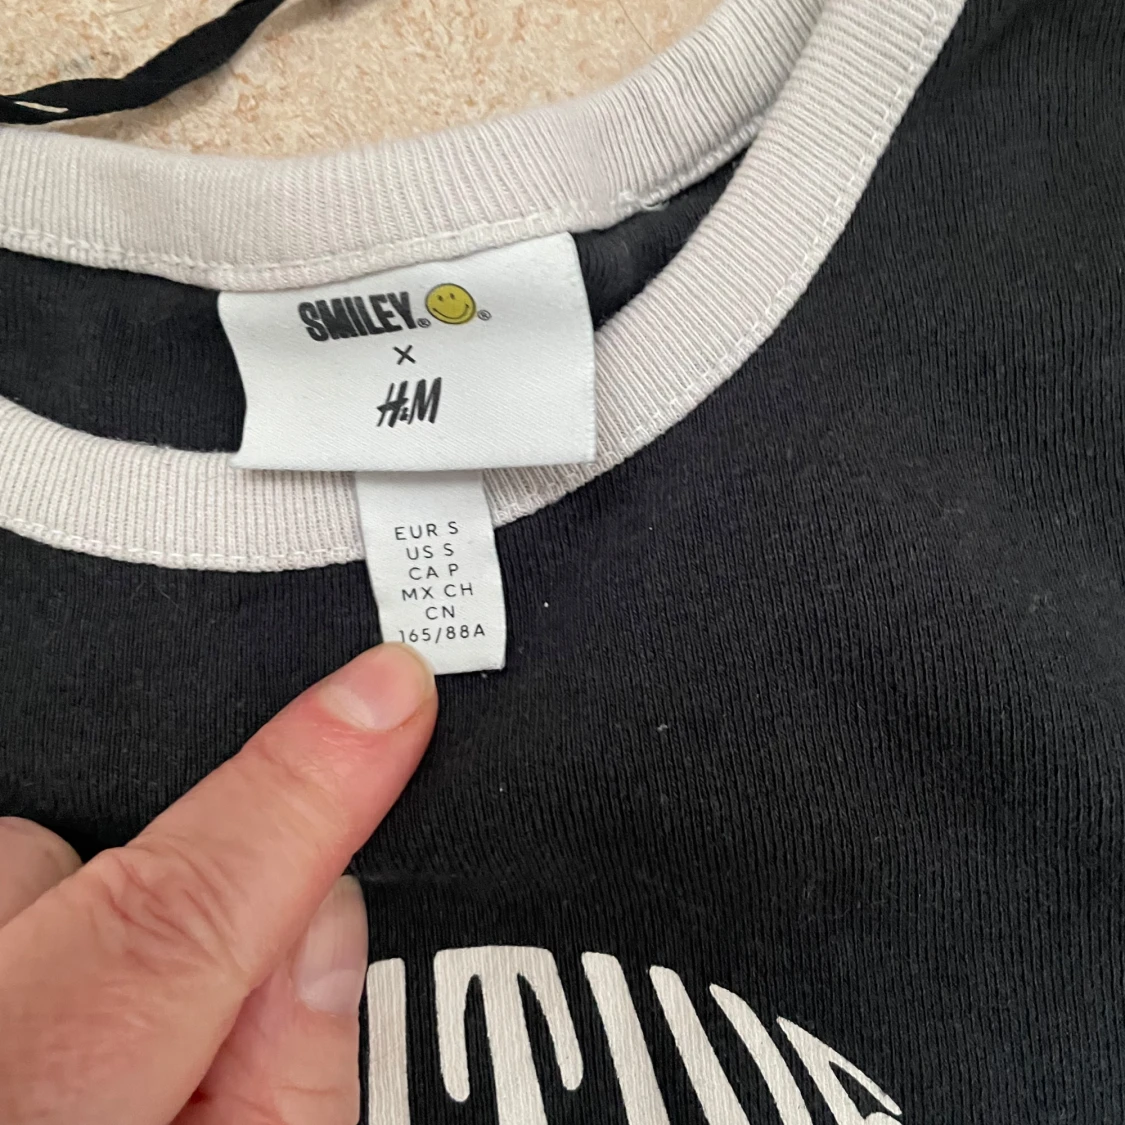 SMILEY.® ®
X
H&M
EUR S
US S
CA P
MX CH
CN
165/88A